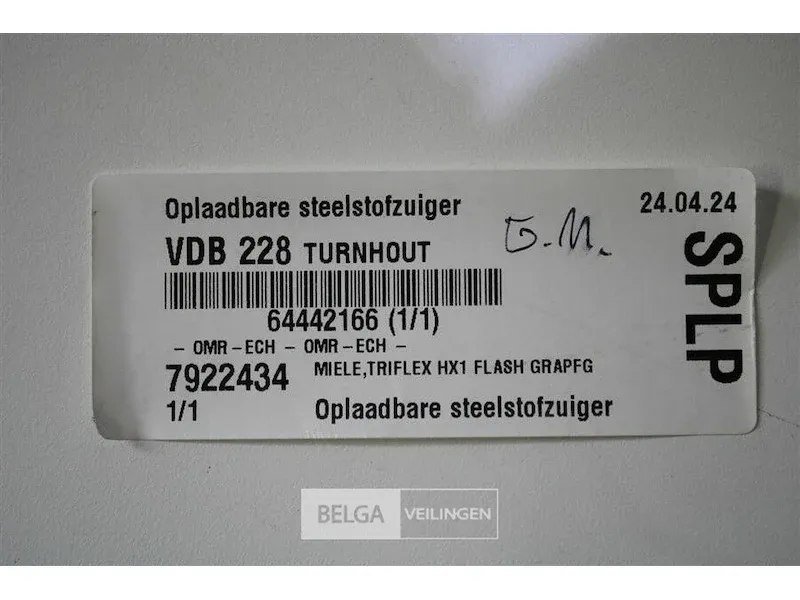 Oplaadbare steelstofzuiger
24.04.24
VDB 228 TURNHOUT
G.M.
SPLP
64442166 (1/1)
- OMR - ECH - OMR - ECH -
7922434 MIELE,TRIFLEX HX1 FLASH GRAPFG
1/1 Oplaadbare steelstofzuiger
BELGA VEILINGEN